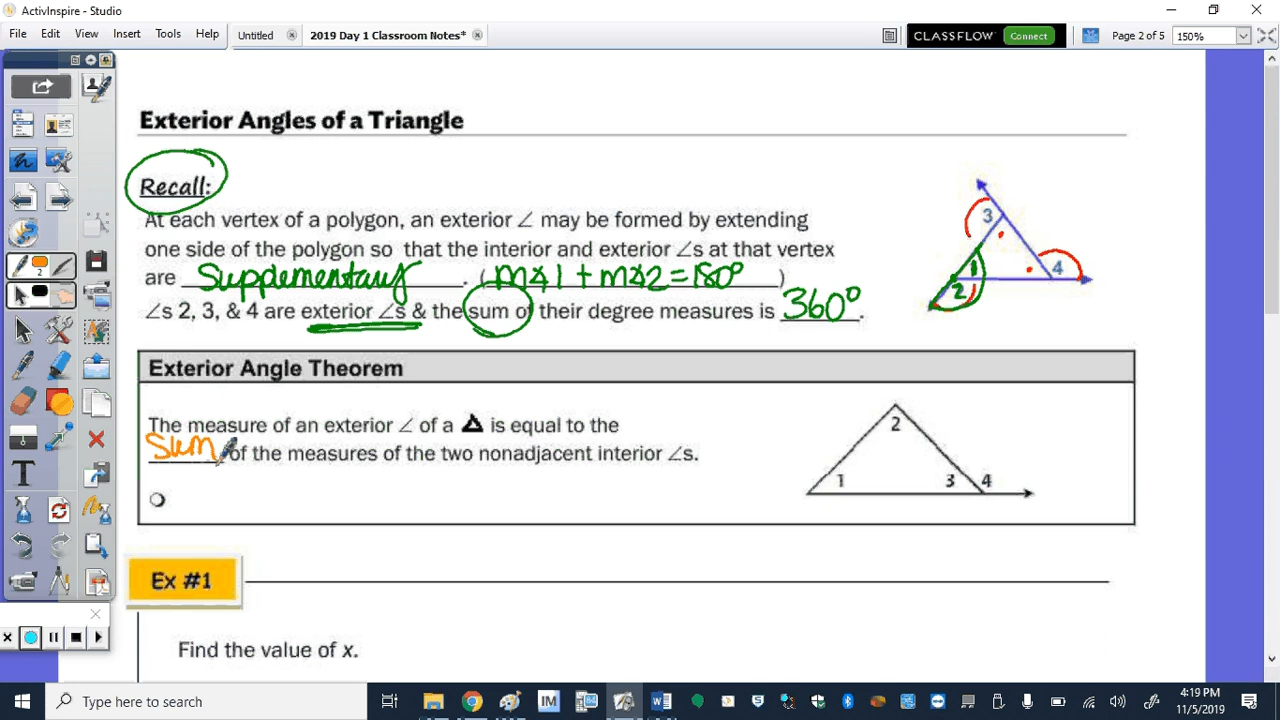 ActivInspire - Studio
File Edit View Insert Tools Help Untitled 2019 Day 1 Classroom Notes* CLASSFLOW Connect Page 2 of 5 150%
Exterior Angles of a Triangle
Recall:
At each vertex of a polygon, an exterior ∠ may be formed by extending
one side of the polygon so that the interior and exterior ∠s at that vertex
are Supplementary. (m∡1 + m∡2 = 180°)
∠s 2, 3, & 4 are exterior ∠s & the sum of their degree measures is 360°.
3
1
4
2
Exterior Angle Theorem
The measure of an exterior ∠ of a Δ is equal to the
Sum of the measures of the two nonadjacent interior ∠s.
2
1 3 4
Ex #1
Find the value of x.
Type here to search
4:19 PM
11/5/2019